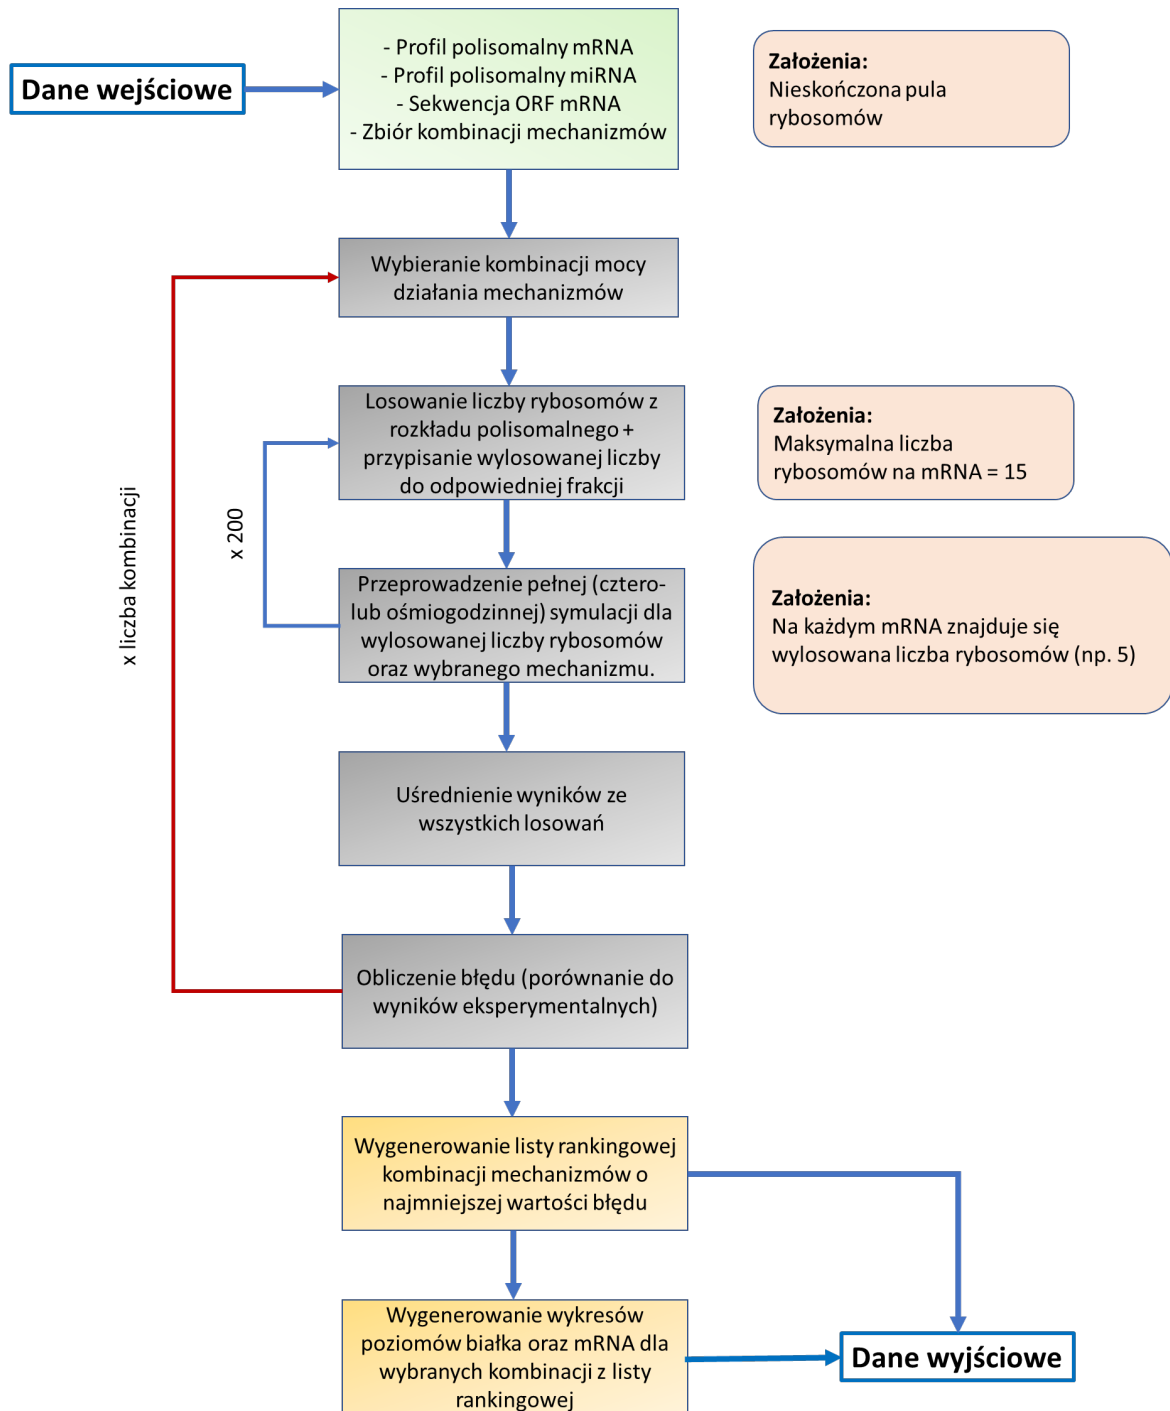 Dane wejściowe
- Profil polisomalny mRNA
- Profil polisomalny miRNA
- Sekwencja ORF mRNA
- Zbiór kombinacji mechanizmów
Założenia:
Nieskończona pula
rybosomów
Wybieranie kombinacji mocy
działania mechanizmów
Losowanie liczby rybosomów z
rozkładu polisomalnego +
przypisanie wylosowanej liczby
do odpowiedniej frakcji
Założenia:
Maksymalna liczba
rybosomów na mRNA = 15
x liczba kombinacji
x 200
Przeprowadzenie pełnej (cztero-
lub ośmiogodzinnej) symulacji dla
wylosowanej liczby rybosomów
oraz wybranego mechanizmu.
Założenia:
Na każdym mRNA znajduje się
wylosowana liczba rybosomów (np. 5)
Uśrednienie wyników ze
wszystkich losowań
Obliczenie błędu (porównanie do
wyników eksperymentalnych)
Wygenerowanie listy rankingowej
kombinacji mechanizmów o
najmniejszej wartości błędu
Wygenerowanie wykresów
poziomów białka oraz mRNA dla
wybranych kombinacji z listy
rankingowej
Dane wyjściowe